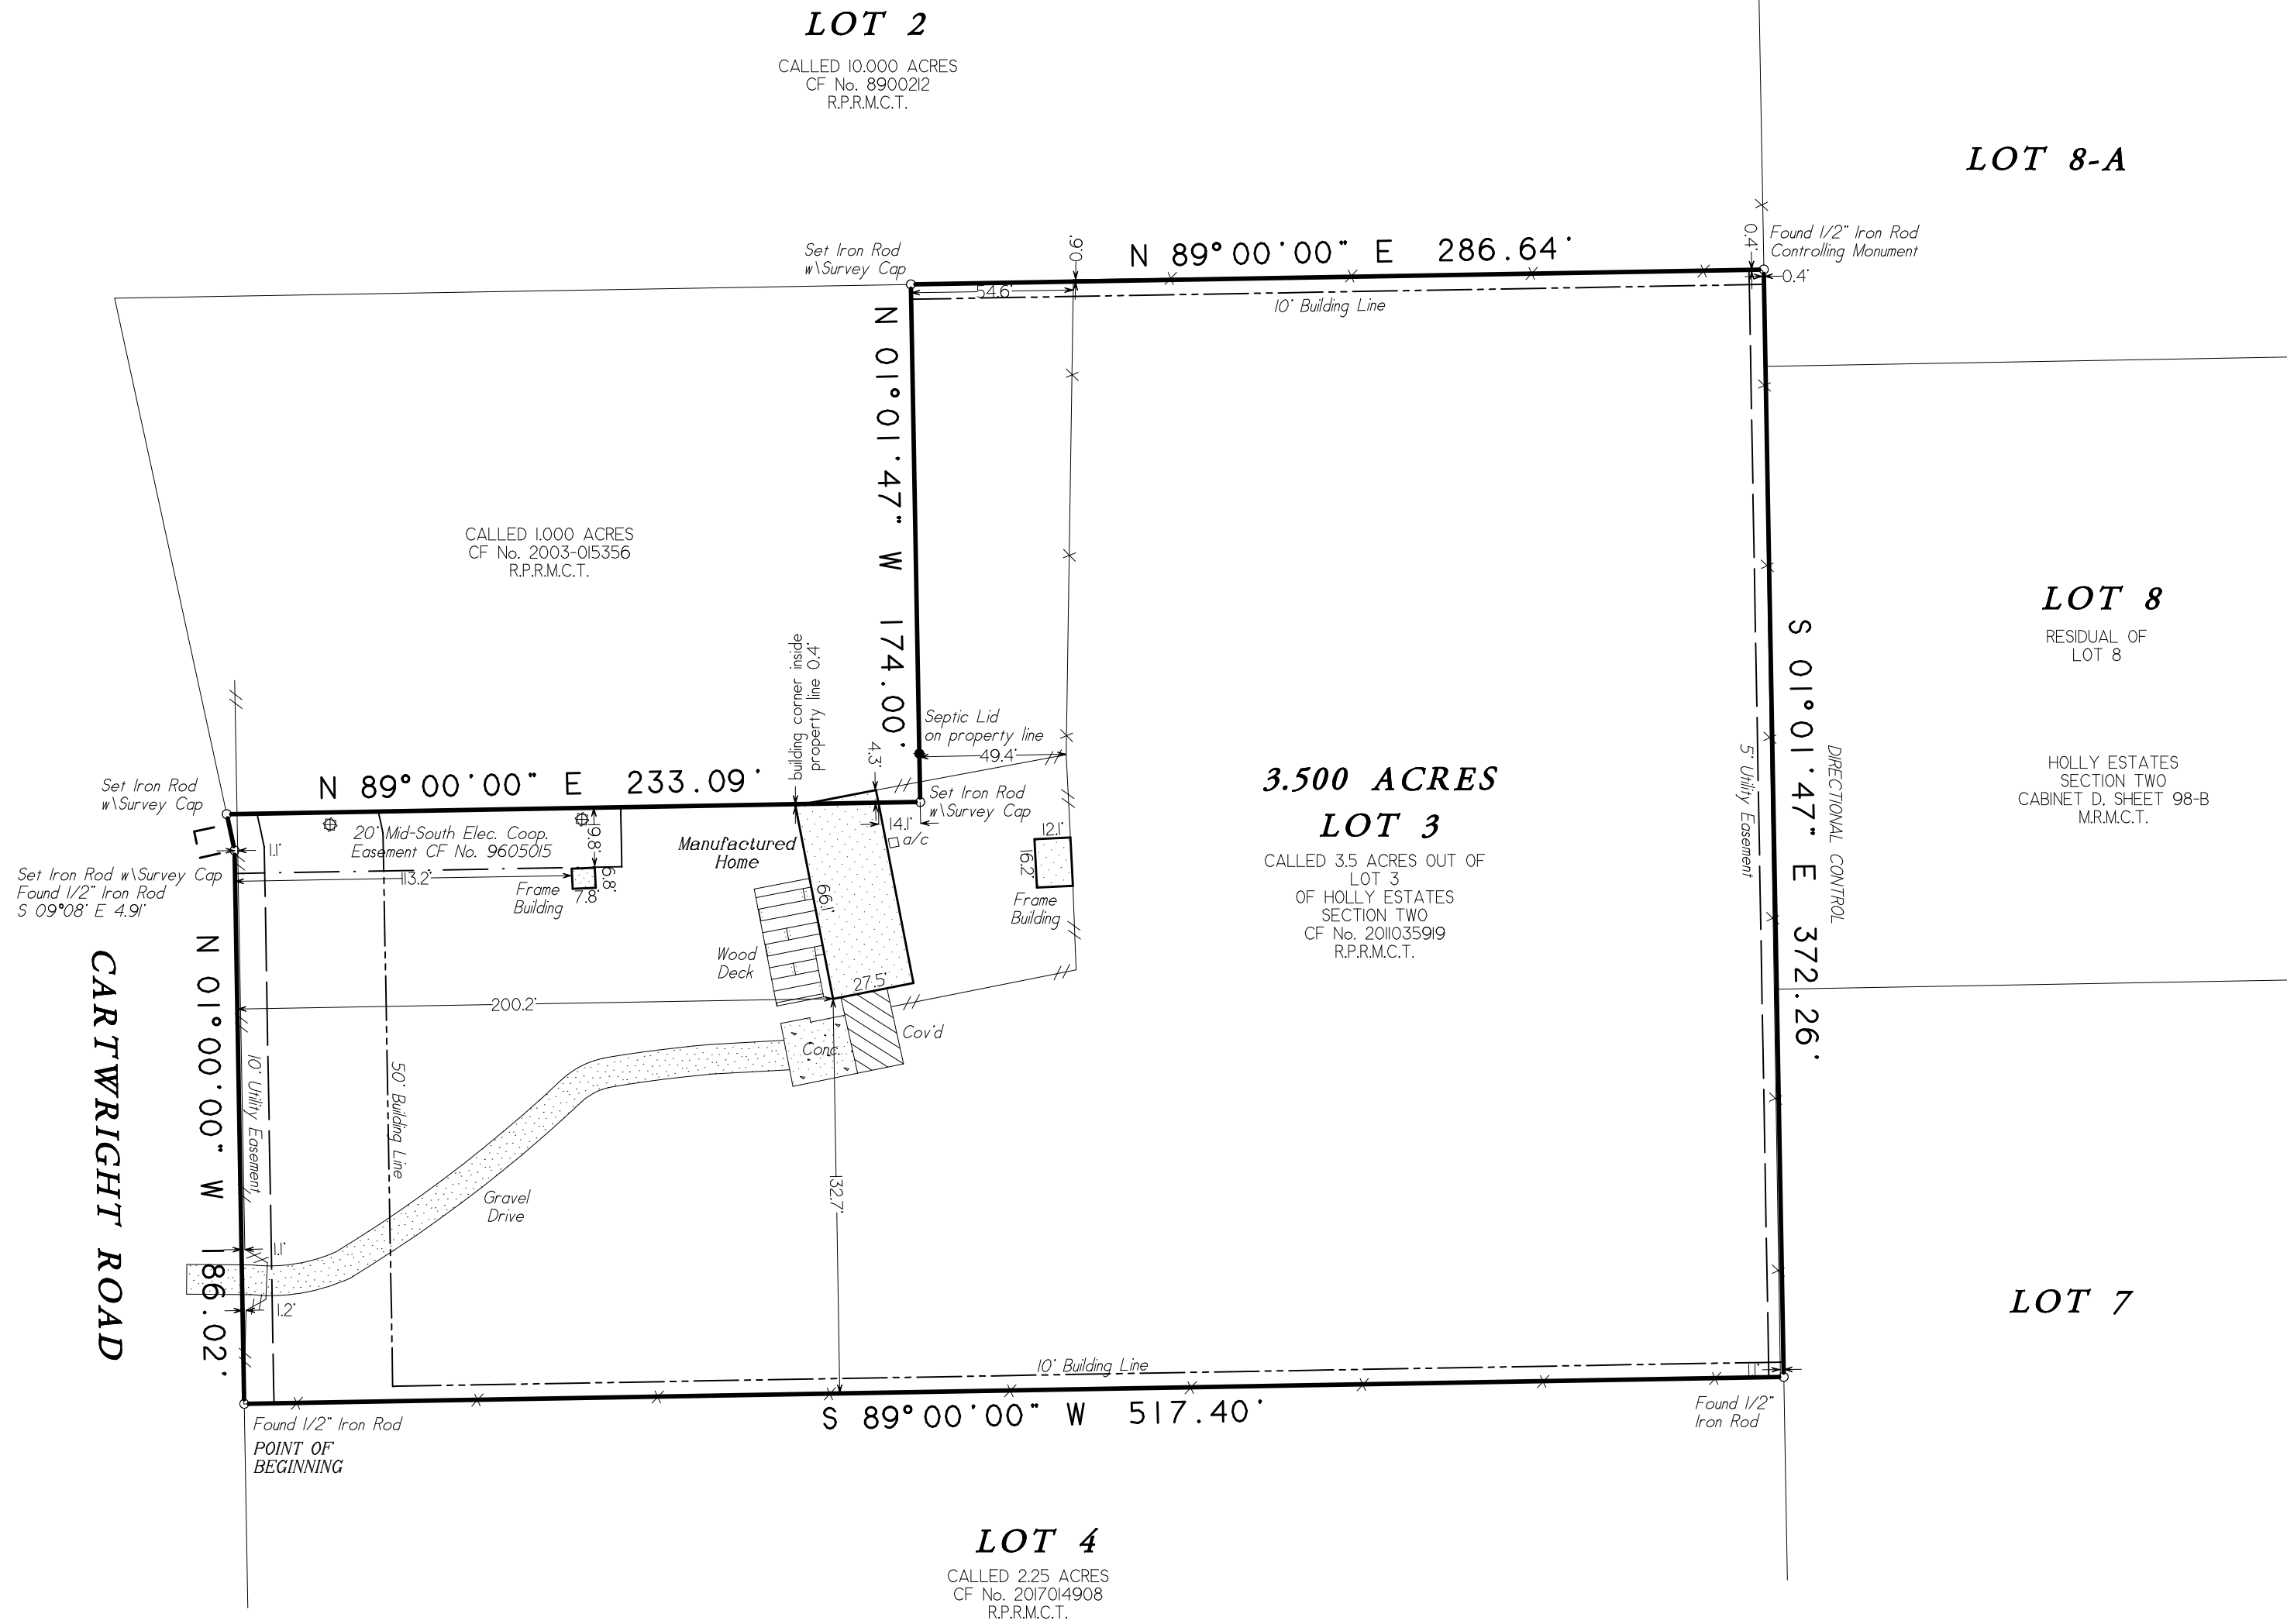 LOT 2
CALLED 10.000 ACRES
CF No. 8900212
R.P.R.M.C.T.
LOT 8-A
Set Iron Rod
w\Survey Cap
0.6'
N 89°00'00" E 286.64'
0.4'
Found 1/2" Iron Rod
Controlling Monument
0.4'
54.6'
10' Building Line
N 01°01'47" W 174.00'
CALLED 1.000 ACRES
CF No. 2003-015356
R.P.R.M.C.T.
LOT 8
RESIDUAL OF
LOT 8
HOLLY ESTATES
SECTION TWO
CABINET D, SHEET 98-B
M.R.M.C.T.
S 01°01'47" E 372.26'
DIRECTIONAL CONTROL
5' Utility Easement
building corner inside
property line 0.4'
4.3'
Septic Lid
on property line
49.4'
Set Iron Rod
w\Survey Cap
N 89°00'00" E 233.09'
Set Iron Rod
w\Survey Cap
L1
1.1'
20' Mid-South Elec. Coop.
Easement CF No. 9605015
19.8'
Manufactured
Home
14.1'
a/c
12.1'
16.2'
Frame
Building
3.500 ACRES
LOT 3
CALLED 3.5 ACRES OUT OF
LOT 3
OF HOLLY ESTATES
SECTION TWO
CF No. 2011035919
R.P.R.M.C.T.
Set Iron Rod w\Survey Cap
Found 1/2" Iron Rod
S 09°08' E 4.91'
113.2'
6.8'
7.8'
Frame
Building
66.1'
Wood
Deck
27.5'
200.2'
Cov'd
Conc.
CARTWRIGHT ROAD
N 01°00'00" W 186.02'
10' Utility Easement
50' Building Line
Gravel
Drive
132.7'
1.1'
1.2'
LOT 7
10' Building Line
1.1'
S 89°00'00" W 517.40'
Found 1/2"
Iron Rod
Found 1/2" Iron Rod
POINT OF
BEGINNING
LOT 4
CALLED 2.25 ACRES
CF No. 2017014908
R.P.R.M.C.T.